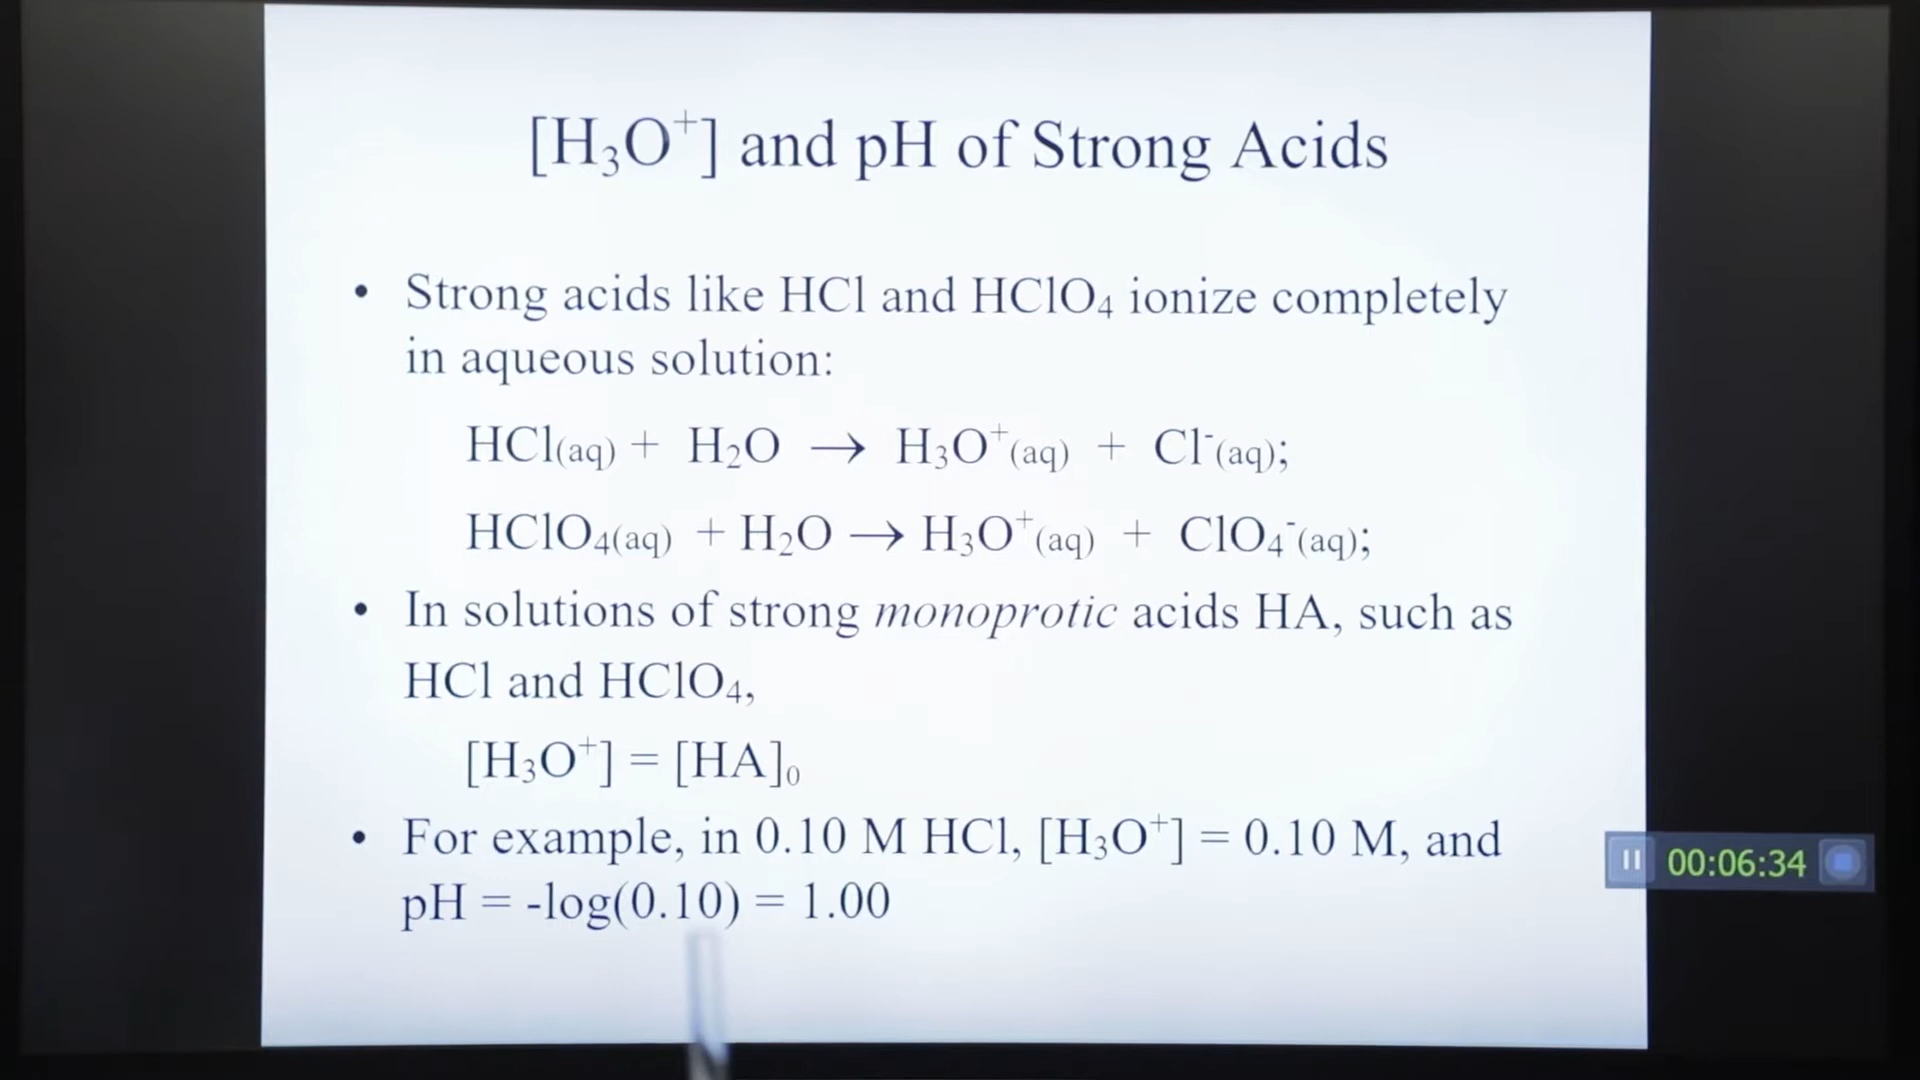 [H₃O⁺] and pH of Strong Acids
• Strong acids like HCl and HClO₄ ionize completely
in aqueous solution:
HCl(aq) + H₂O → H₃O⁺(aq) + Cl⁻(aq);
HClO₄(aq) + H₂O → H₃O⁺(aq) + ClO₄⁻(aq);
• In solutions of strong monoprotic acids HA, such as
HCl and HClO₄,
[H₃O⁺] = [HA]₀
• For example, in 0.10 M HCl, [H₃O⁺] = 0.10 M, and
pH = -log(0.10) = 1.00
00:06:34